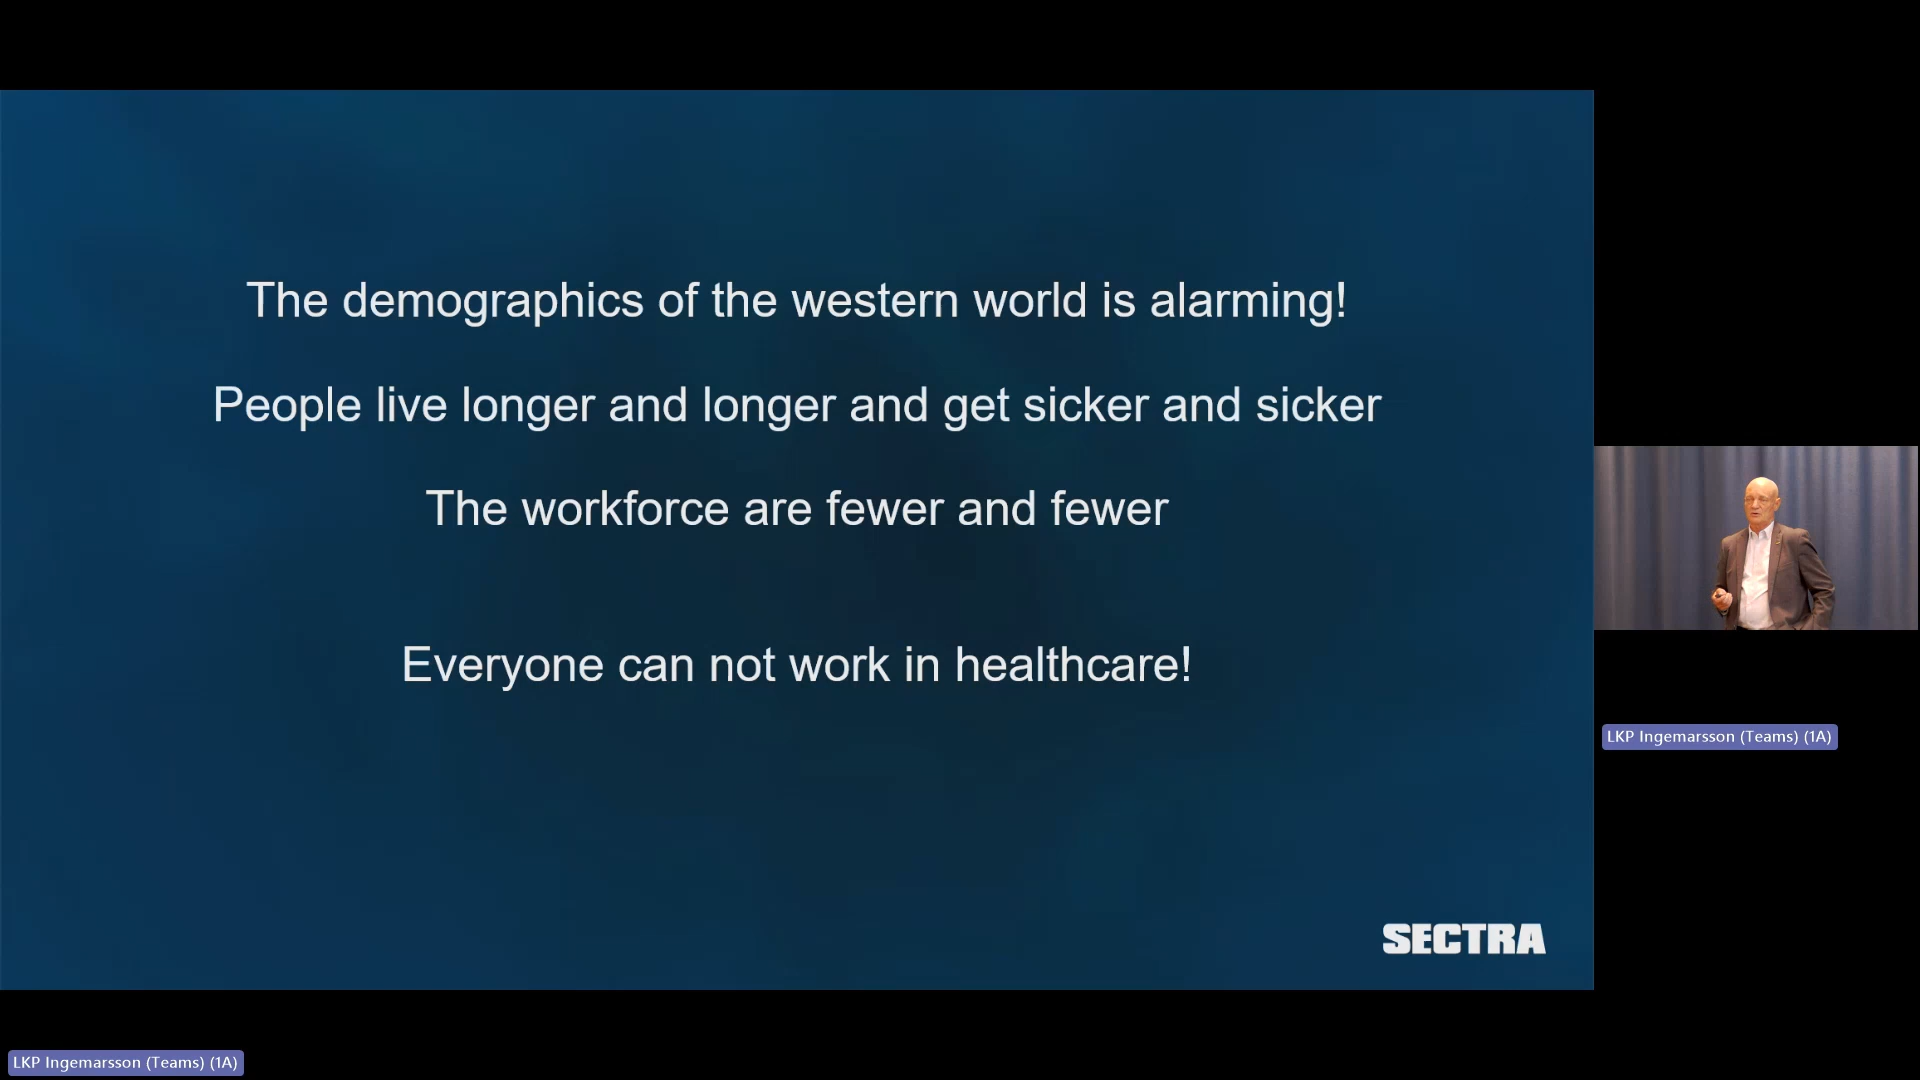 The demographics of the western world is alarming!
People live longer and longer and get sicker and sicker
The workforce are fewer and fewer
Everyone can not work in healthcare!
SECTRA
LKP Ingemarsson (Teams) (1A)
LKP Ingemarsson (Teams) (1A)